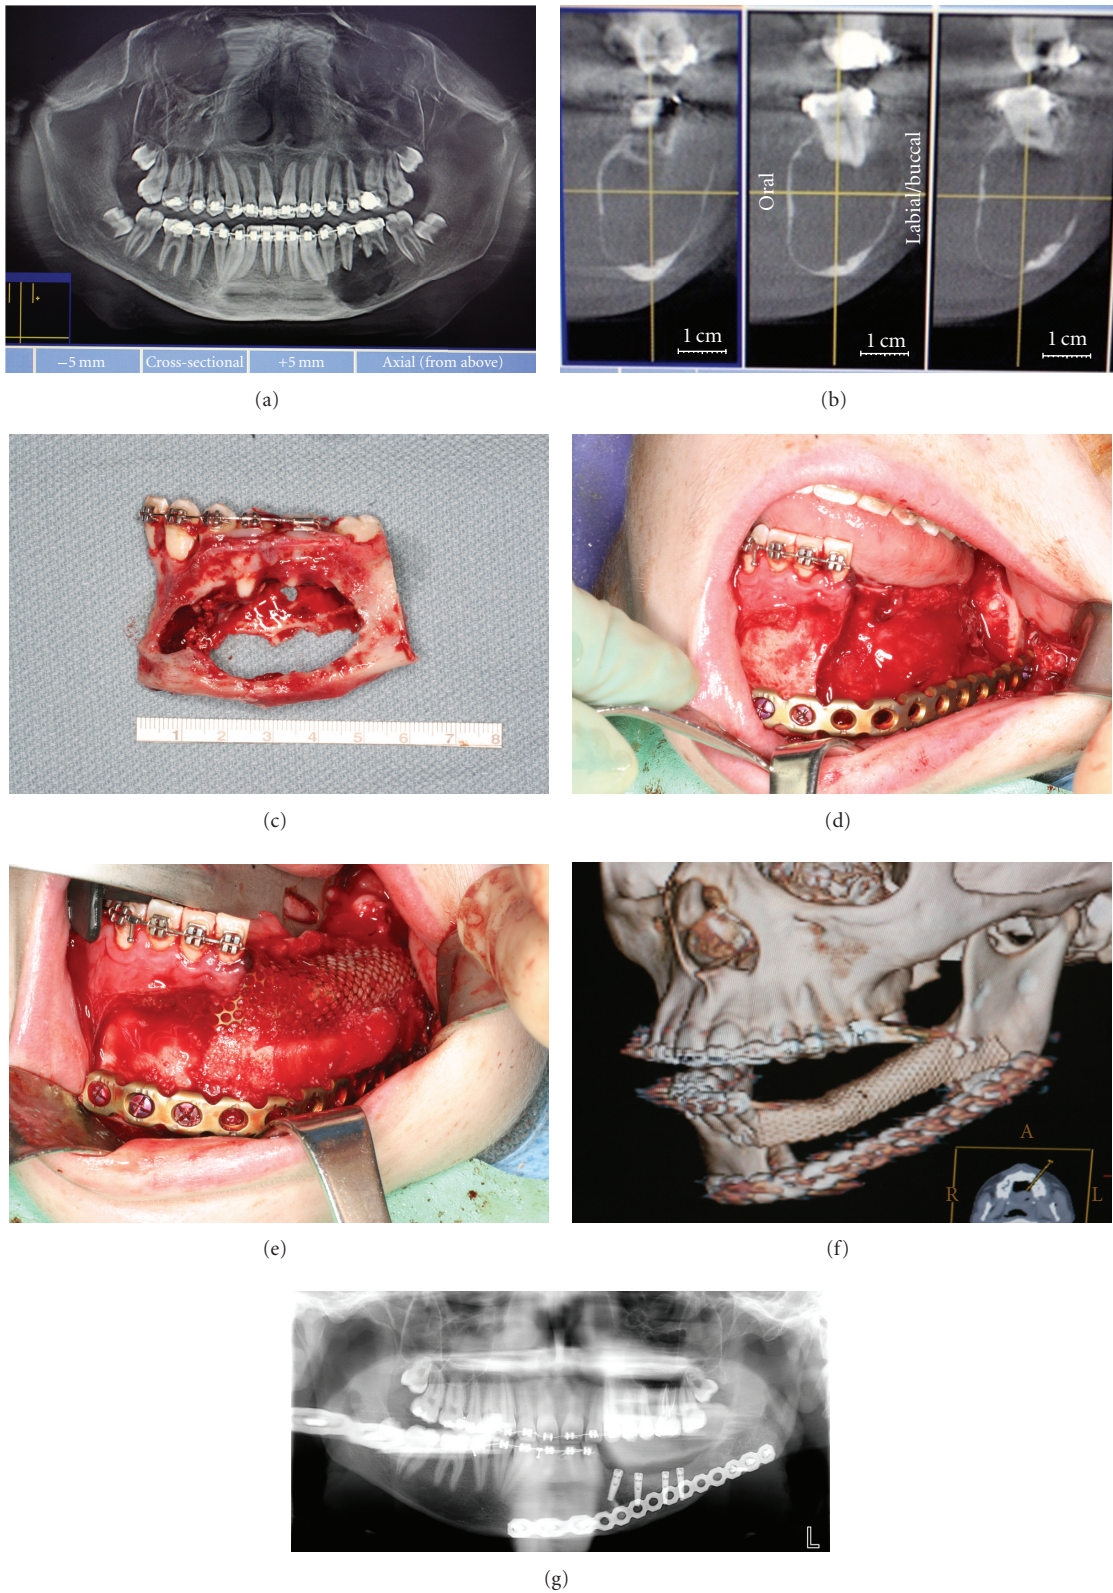 −5 mm
Cross-sectional
+5 mm
Axial (from above)
(a)
Oral
Labial/buccal
1 cm
1 cm
1 cm
(b)
1 2 3 4 5 6 7 8
(c)
(d)
(e)
A
R
L
(f)
L
(g)